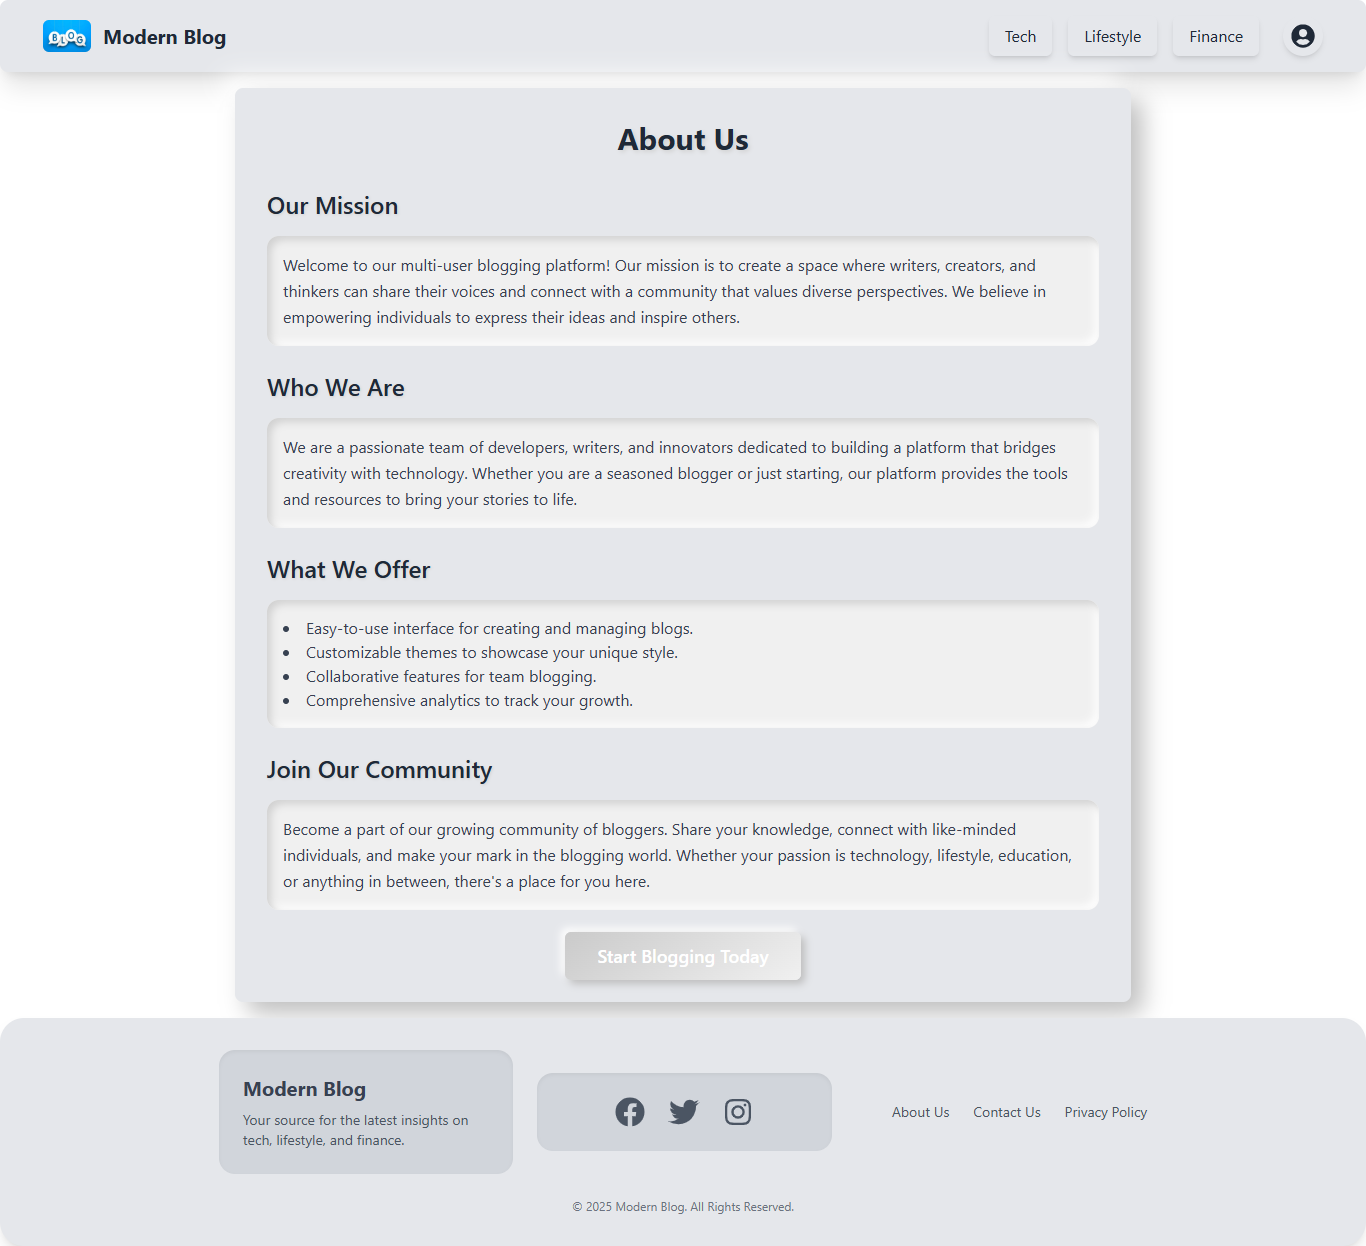 BLOG
Modern Blog
Tech
Lifestyle
Finance
About Us
Our Mission
Welcome to our multi-user blogging platform! Our mission is to create a space where writers, creators, and
thinkers can share their voices and connect with a community that values diverse perspectives. We believe in
empowering individuals to express their ideas and inspire others.
Who We Are
We are a passionate team of developers, writers, and innovators dedicated to building a platform that bridges
creativity with technology. Whether you are a seasoned blogger or just starting, our platform provides the tools
and resources to bring your stories to life.
What We Offer
• Easy-to-use interface for creating and managing blogs.
• Customizable themes to showcase your unique style.
• Collaborative features for team blogging.
• Comprehensive analytics to track your growth.
Join Our Community
Become a part of our growing community of bloggers. Share your knowledge, connect with like-minded
individuals, and make your mark in the blogging world. Whether your passion is technology, lifestyle, education,
or anything in between, there's a place for you here.
Start Blogging Today
Modern Blog
Your source for the latest insights on
tech, lifestyle, and finance.
About Us
Contact Us
Privacy Policy
© 2025 Modern Blog. All Rights Reserved.